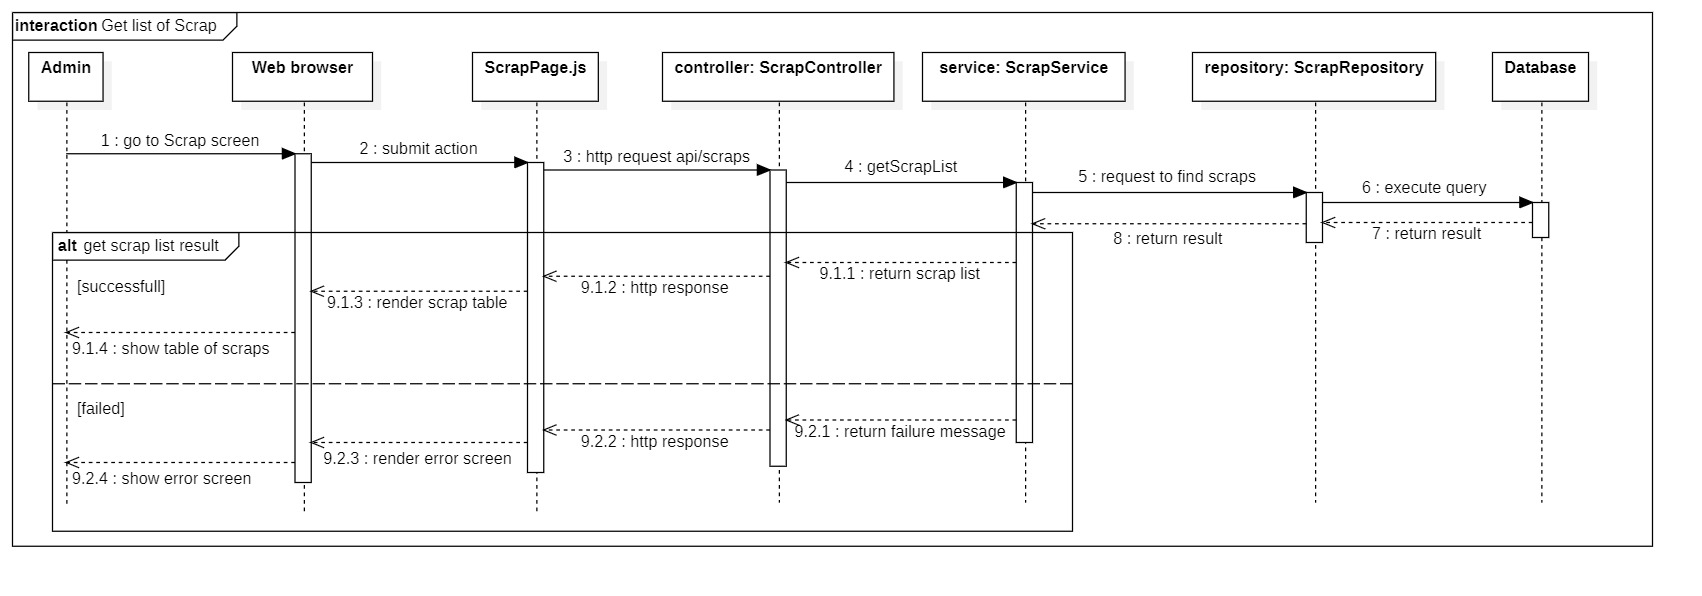 interaction Get list of Scrap
Admin
Web browser
ScrapPage.js
controller: ScrapController
service: ScrapService
repository: ScrapRepository
Database
1 : go to Scrap screen
2 : submit action
3 : http request api/scraps
4 : getScrapList
5 : request to find scraps
6 : execute query
7 : return result
8 : return result
alt get scrap list result
[successfull]
9.1.1 : return scrap list
9.1.2 : http response
9.1.3 : render scrap table
9.1.4 : show table of scraps
[failed]
9.2.1 : return failure message
9.2.2 : http response
9.2.3 : render error screen
9.2.4 : show error screen